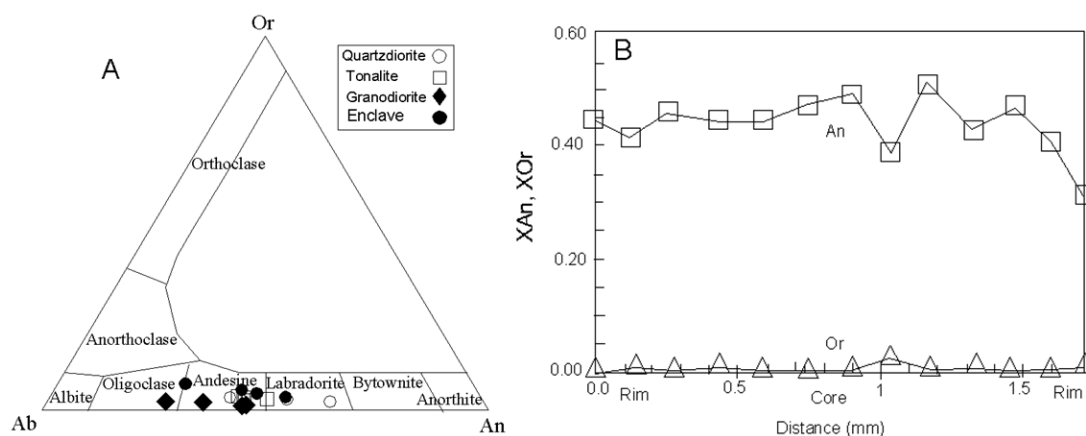 Or
A
Quartzdiorite
Tonalite
Granodiorite
Enclave
Orthoclase
Anorthoclase
Albite
Oligoclase
Andesine
Labradorite
Bytownite
Anorthite
Ab
An
B
0.60
0.40
0.20
0.00
XAn, XOr
An
Or
0.0 0.5 1 1.5
Rim Core Rim
Distance (mm)